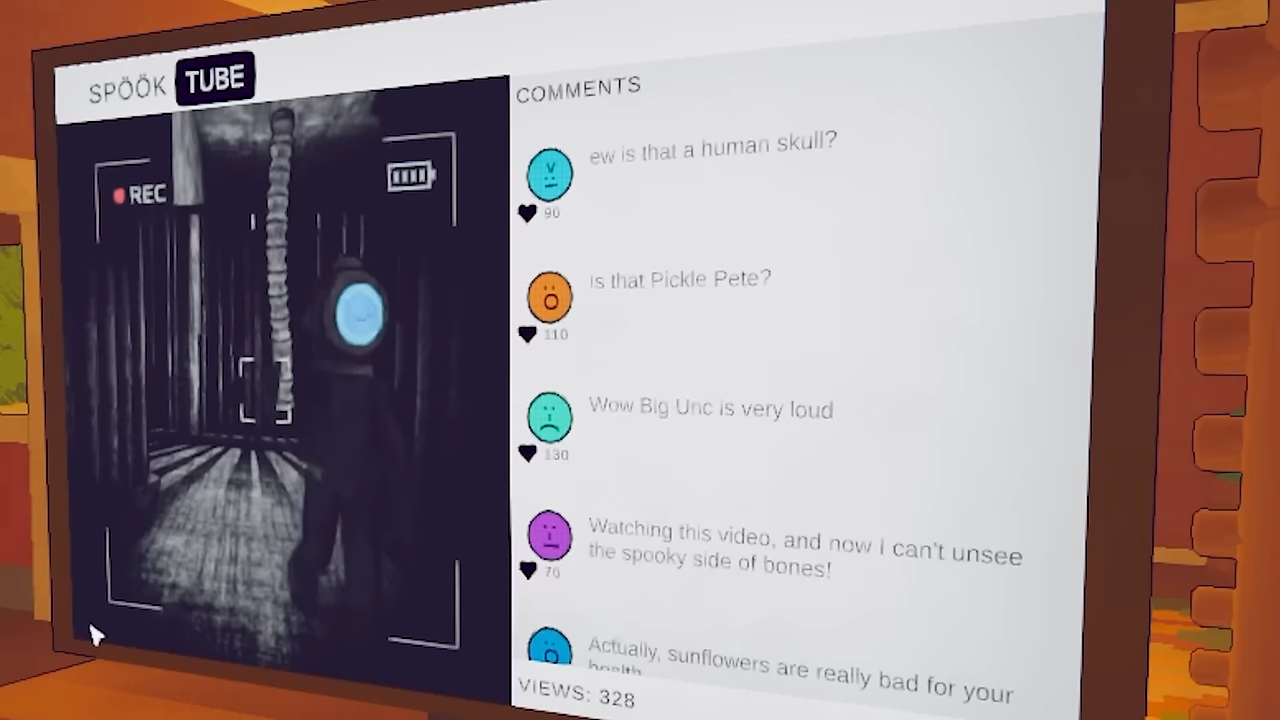 SPÖÖK TUBE
REC
COMMENTS
ew is that a human skull?
90
is that Pickle Pete?
110
Wow Big Unc is very loud
130
Watching this video, and now I can't unsee
the spooky side of bones!
70
Actually, sunflowers are really bad for your
health
VIEWS: 328